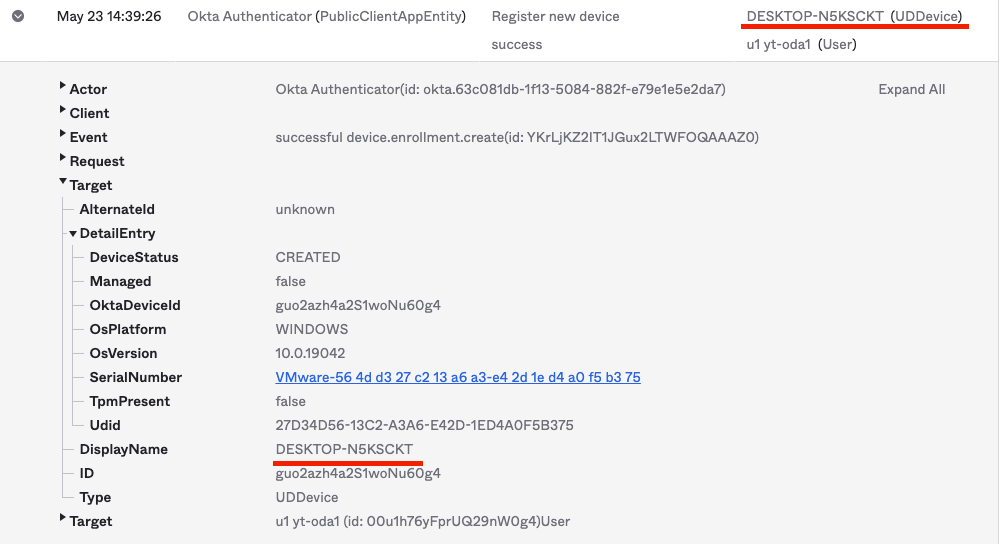 May 23 14:39:26 Okta Authenticator (PublicClientAppEntity) Register new device DESKTOP-N5KSCKT (UDDevice)
success u1 yt-oda1 (User)
Actor Okta Authenticator(id: okta.63c081db-1f13-5084-882f-e79e1e5e2da7) Expand All
Client
Event successful device.enrollment.create(id: YKrLjKZ2IT1JGux2LTWFOQAAAZ0)
Request
Target
AlternateId unknown
DetailEntry
DeviceStatus CREATED
Managed false
OktaDeviceId guo2azh4a2S1woNu60g4
OsPlatform WINDOWS
OsVersion 10.0.19042
SerialNumber VMware-56 4d d3 27 c2 13 a6 a3-e4 2d 1e d4 a0 f5 b3 75
TpmPresent false
Udid 27D34D56-13C2-A3A6-E42D-1ED4A0F5B375
DisplayName DESKTOP-N5KSCKT
ID guo2azh4a2S1woNu60g4
Type UDDevice
Target u1 yt-oda1 (id: 00u1h76yFprUQ29nW0g4)User